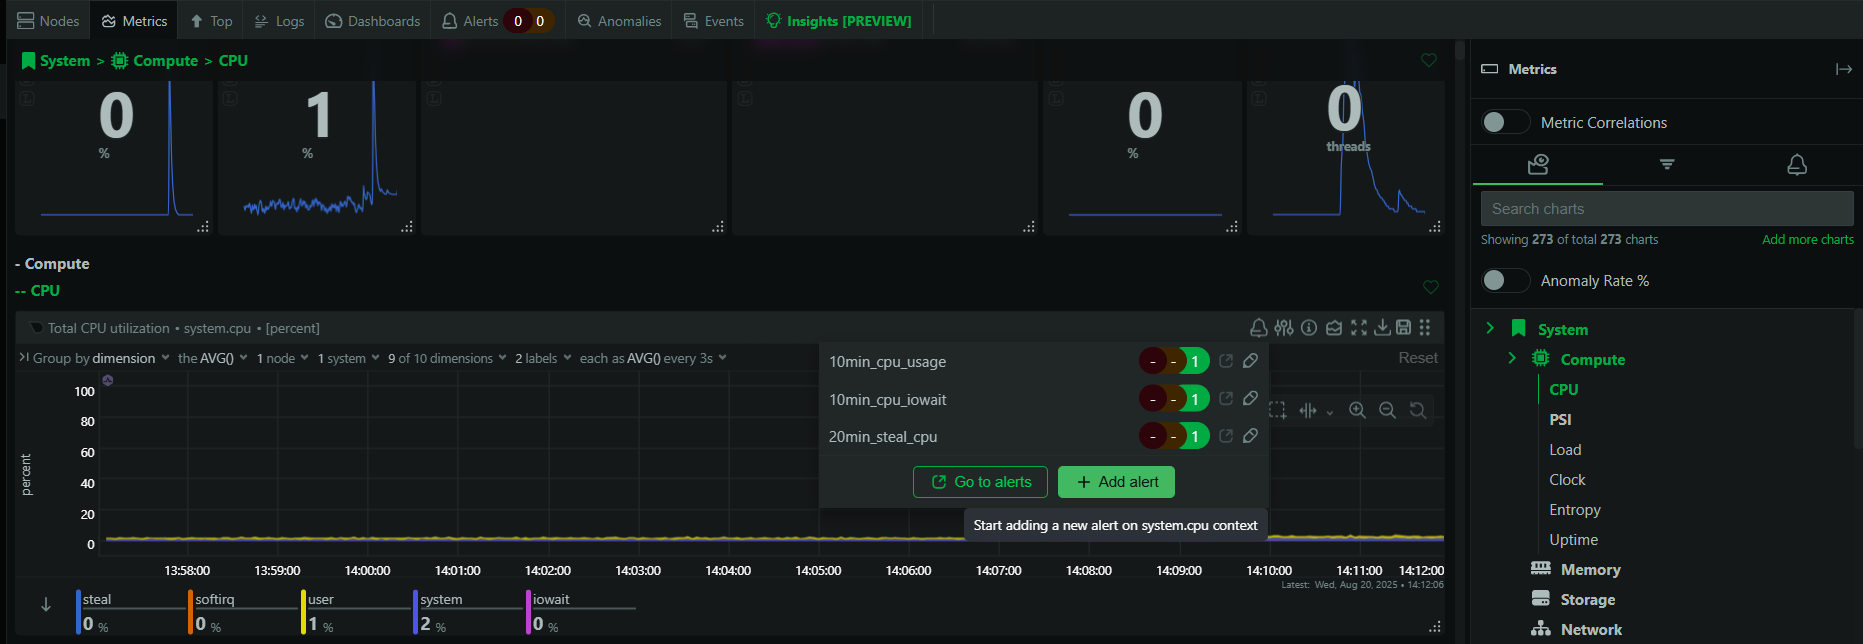 Nodes Metrics Top Logs Dashboards Alerts 0 0 Anomalies Events Insights [PREVIEW]
System > Compute > CPU
0
%
1
%
0
%
0
threads
- Compute
-- CPU
Total CPU utilization • system.cpu • [percent]
Group by dimension the AVG() 1 node 1 system 9 of 10 dimensions 2 labels each as AVG() every 3s Reset
10min_cpu_usage - - 1
10min_cpu_iowait - - 1
20min_steal_cpu - - 1
Go to alerts + Add alert
Start adding a new alert on system.cpu context
percent
100
80
60
40
20
0
13:58:00 13:59:00 14:00:00 14:01:00 14:02:00 14:03:00 14:04:00 14:05:00 14:06:00 14:07:00 14:08:00 14:09:00 14:10:00 14:11:00 14:12:00
Latest: Wed, Aug 20, 2025 • 14:12:06
steal
0 %
softirq
0 %
user
1 %
system
2 %
iowait
0 %
Metrics
Metric Correlations
Search charts
Showing 273 of total 273 charts Add more charts
Anomaly Rate %
System
Compute
CPU
PSI
Load
Clock
Entropy
Uptime
Memory
Storage
Network